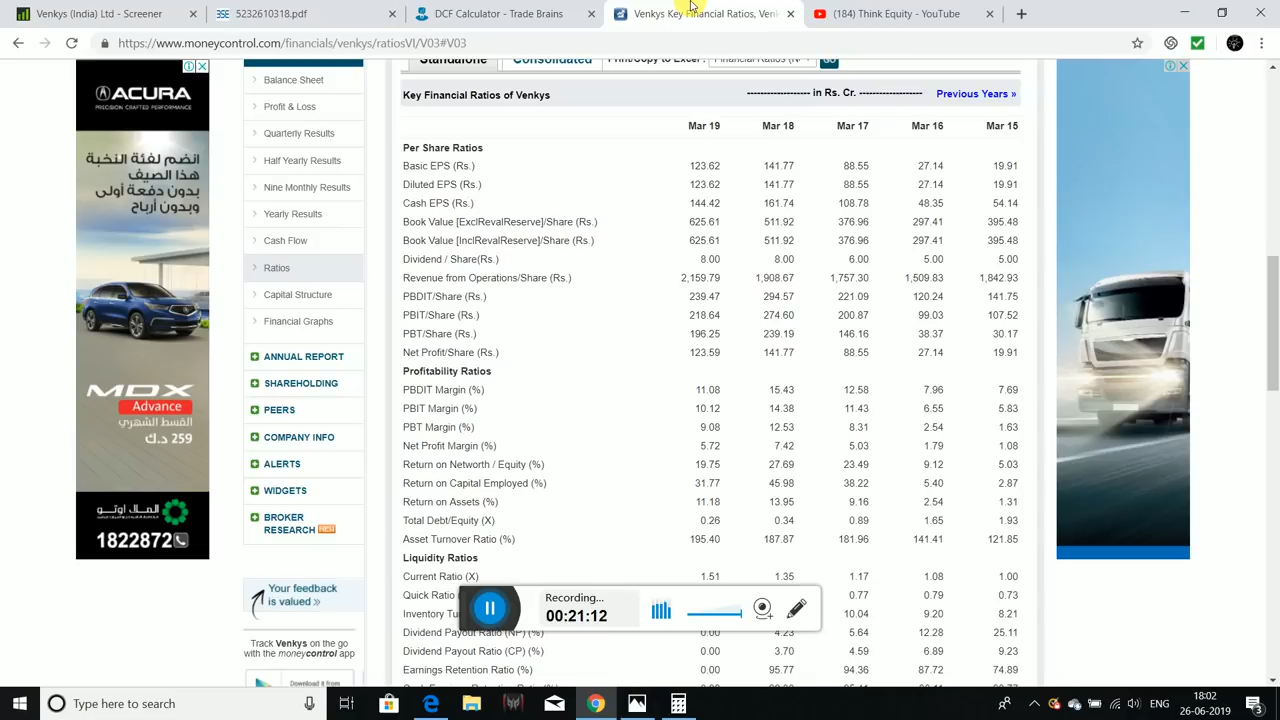 Venkys (India) Ltd financial res
5232610318.pdf
DCF Calculator - Trade Brains
Venkys Key Financial Ratios, Venk
(184) Think Equity - YouTube
https://www.moneycontrol.com/financials/venkys/ratiosVI/V03#V03
ACURA
PRECISION CRAFTED PERFORMANCE
انضم لفئة النخبة
هذا الصيف
بدون دفعة أولى
وبدون أرباح
MDX
Advance
القسط الشهري
259 د.ك
المال أوتو
1822872
Balance Sheet
Profit & Loss
Quarterly Results
Half Yearly Results
Nine Monthly Results
Yearly Results
Cash Flow
Ratios
Capital Structure
Financial Graphs
ANNUAL REPORT
SHAREHOLDING
PEERS
COMPANY INFO
ALERTS
WIDGETS
BROKER
RESEARCH
Your feedback
is valued »
Track Venkys on the go
with the moneycontrol app
Download it from
Standalone Consolidated Print/Copy to Excel : Financial Ratios GO
Key Financial Ratios of Venkys ------------------- in Rs. Cr. ------------------- Previous Years »
Mar 19 Mar 18 Mar 17 Mar 16 Mar 15
Per Share Ratios
Basic EPS (Rs.) 123.62 141.77 88.55 27.14 19.91
Diluted EPS (Rs.) 123.62 141.77 88.55 27.14 19.91
Cash EPS (Rs.) 144.42 161.74 108.78 48.35 54.14
Book Value [ExclRevalReserve]/Share (Rs.) 625.61 511.92 376.96 297.41 395.48
Book Value [InclRevalReserve]/Share (Rs.) 625.61 511.92 376.96 297.41 395.48
Dividend / Share(Rs.) 8.00 8.00 6.00 5.00 5.00
Revenue from Operations/Share (Rs.) 2,159.79 1,908.67 1,757.30 1,509.83 1,842.93
PBDIT/Share (Rs.) 239.47 294.57 221.09 120.24 141.75
PBIT/Share (Rs.) 218.64 274.60 200.87 99.03 107.52
PBT/Share (Rs.) 196.25 239.19 146.16 38.37 30.17
Net Profit/Share (Rs.) 123.59 141.77 88.55 27.14 19.91
Profitability Ratios
PBDIT Margin (%) 11.08 15.43 12.58 7.96 7.69
PBIT Margin (%) 10.12 14.38 11.43 6.55 5.83
PBT Margin (%) 9.08 12.53 8.31 2.54 1.63
Net Profit Margin (%) 5.72 7.42 5.03 1.79 1.08
Return on Networth / Equity (%) 19.75 27.69 23.49 9.12 5.03
Return on Capital Employed (%) 31.77 45.98 38.22 5.40 2.87
Return on Assets (%) 11.18 13.95 9.16 2.54 1.31
Total Debt/Equity (X) 0.26 0.34 0.89 1.65 1.93
Asset Turnover Ratio (%) 195.40 187.87 181.96 141.41 121.85
Liquidity Ratios
Current Ratio (X) 1.51 1.35 1.17 1.08 1.00
Quick Ratio 0.77 0.79 0.73
Inventory Tu 10.04 9.20 8.21
Dividend Payout Ratio (NP) (%) 0.00 4.23 5.64 12.28 25.11
Dividend Payout Ratio (CP) (%) 0.00 3.70 4.59 6.89 9.23
Earnings Retention Ratio (%) 0.00 95.77 94.36 87.72 74.89
Recording...
00:21:12
Type here to search
18:02
26-06-2019
3